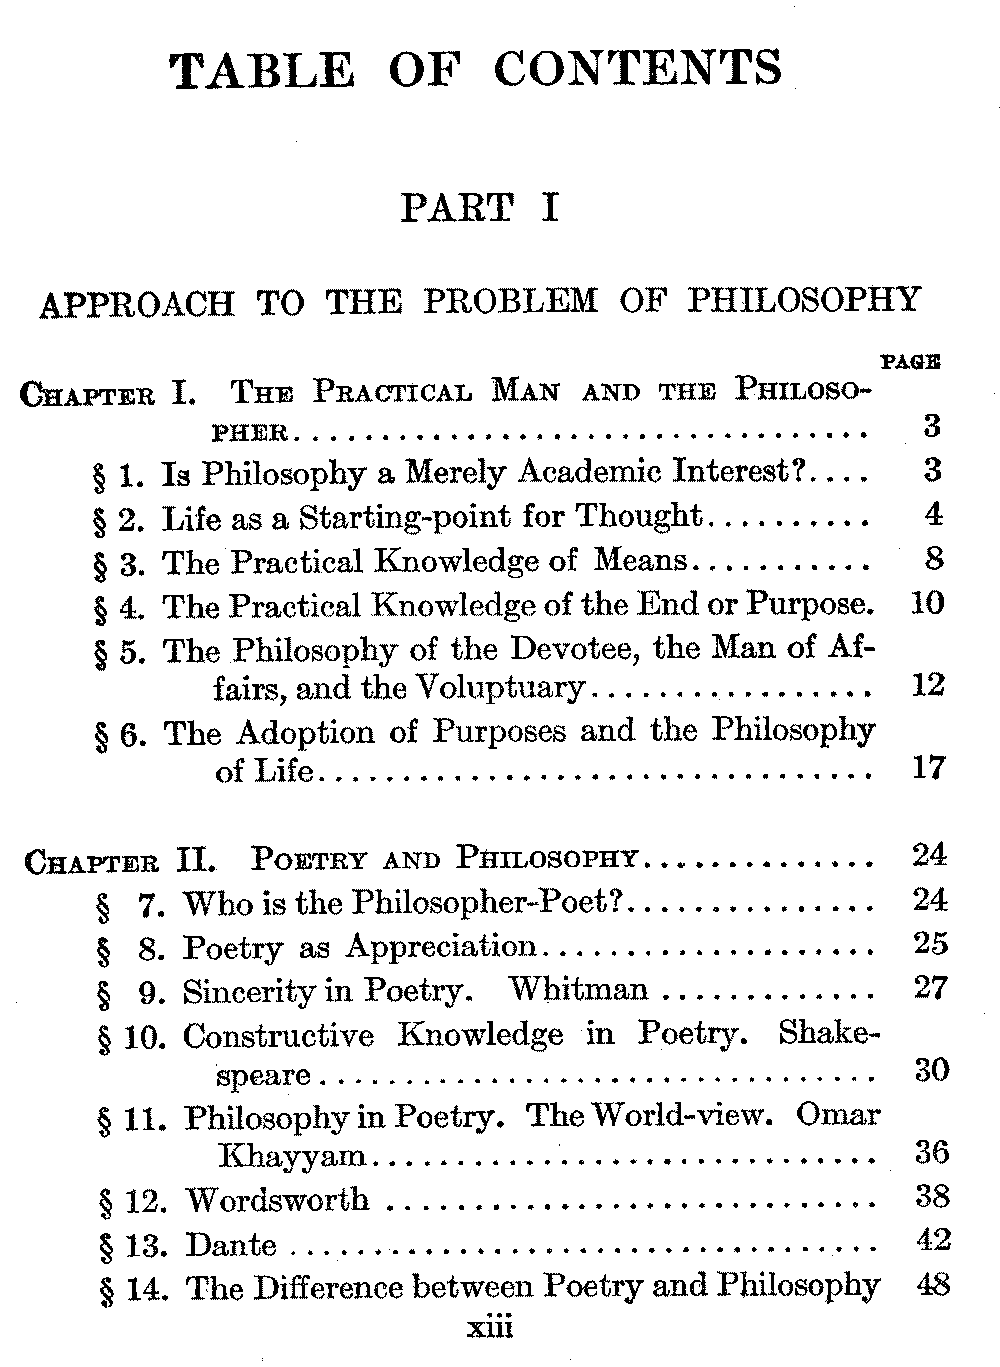 TABLE OF CONTENTS
PART I
APPROACH TO THE PROBLEM OF PHILOSOPHY
PAGE
CHAPTER I. THE PRACTICAL MAN AND THE PHILOSO-
PHER................................. 3
§ 1. Is Philosophy a Merely Academic Interest?.... 3
§ 2. Life as a Starting-point for Thought.......... 4
§ 3. The Practical Knowledge of Means........... 8
§ 4. The Practical Knowledge of the End or Purpose. 10
§ 5. The Philosophy of the Devotee, the Man of Af-
fairs, and the Voluptuary................. 12
§ 6. The Adoption of Purposes and the Philosophy
of Life................................. 17
CHAPTER II. POETRY AND PHILOSOPHY.............. 24
§ 7. Who is the Philosopher-Poet?............... 24
§ 8. Poetry as Appreciation.................... 25
§ 9. Sincerity in Poetry. Whitman ............. 27
§ 10. Constructive Knowledge in Poetry. Shake-
speare ................................. 30
§ 11. Philosophy in Poetry. The World-view. Omar
Khayyam.............................. 36
§ 12. Wordsworth ............................. 38
§ 13. Dante ................................... 42
§ 14. The Difference between Poetry and Philosophy 48
xiii